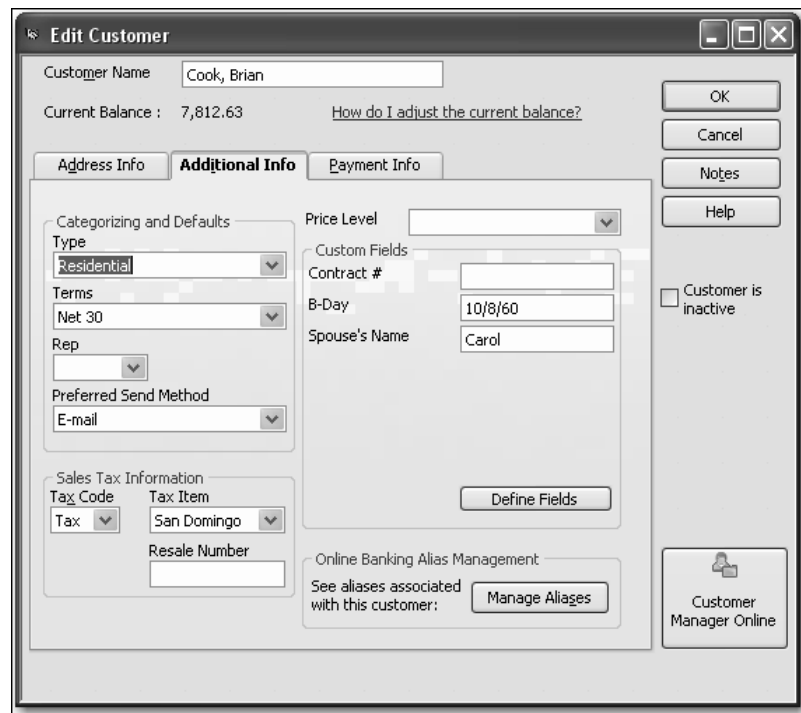 Edit Customer
Customer Name Cook, Brian
Current Balance : 7,812.63 How do I adjust the current balance?
OK
Cancel
Notes
Help
Customer is
inactive
Address Info Additional Info Payment Info
Categorizing and Defaults
Type
Residential
Terms
Net 30
Rep
Preferred Send Method
E-mail
Sales Tax Information
Tax Code Tax Item
Tax San Domingo
Resale Number
Price Level
Custom Fields
Contract #
B-Day 10/8/60
Spouse's Name Carol
Define Fields
Online Banking Alias Management
See aliases associated
with this customer:
Manage Aliases
Customer
Manager Online